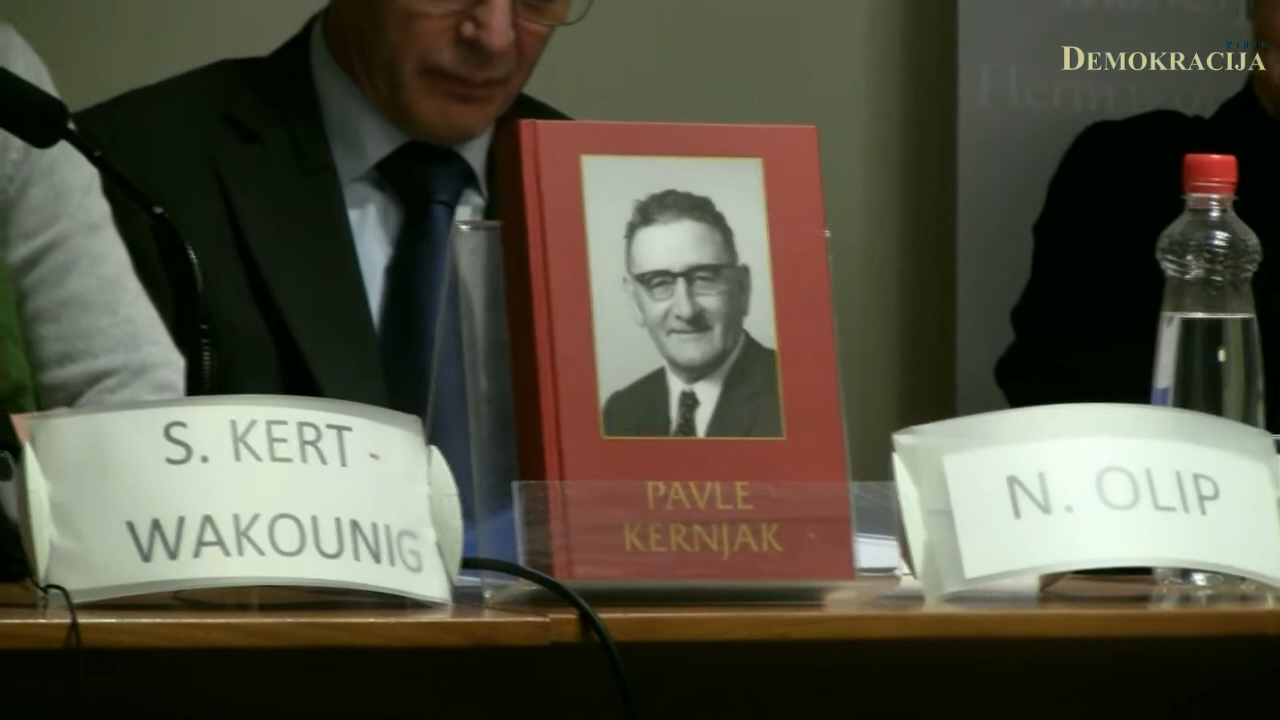 DEMOKRACIJA
S. KERT -
WAKOUNIG
PAVLE
KERNJAK
N. OLIP